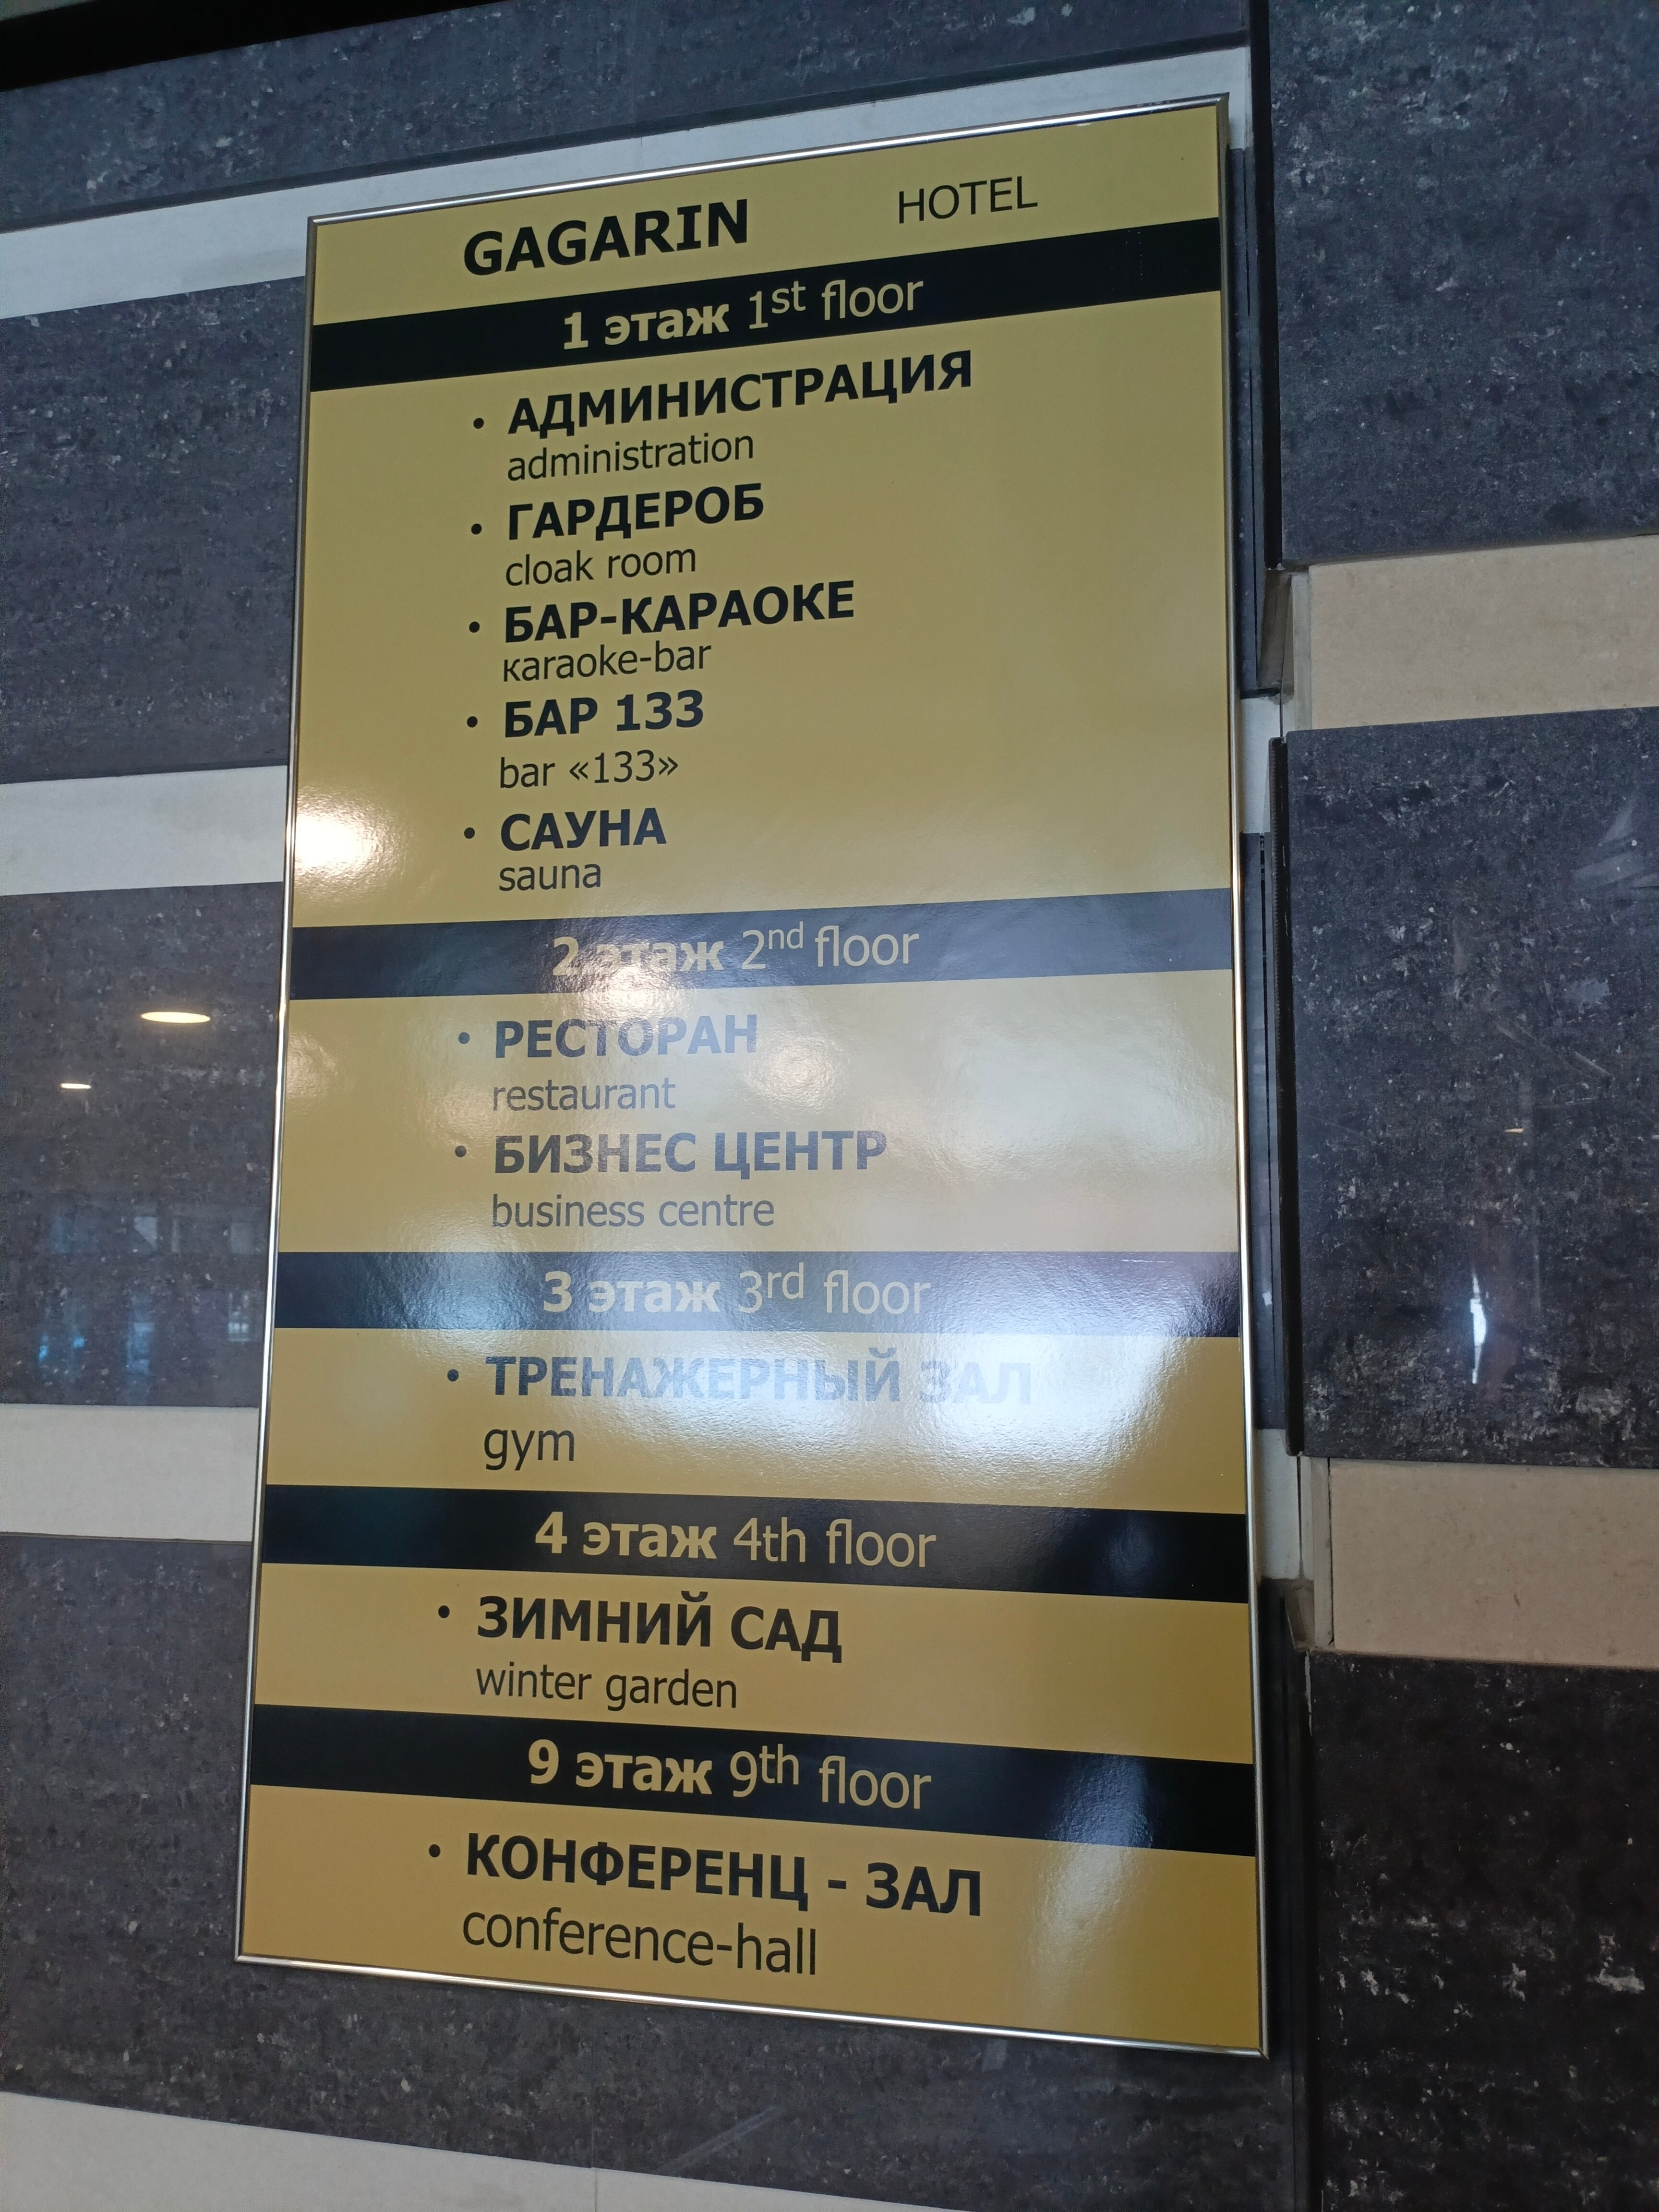 GAGARIN HOTEL
1 этаж 1st floor
• АДМИНИСТРАЦИЯ
administration
• ГАРДЕРОБ
cloak room
• БАР-КАРАОКЕ
кaraoke-bar
• БАР 133
bar «133»
• САУНА
sauna
2 этаж 2nd floor
• РЕСТОРАН
restaurant
• БИЗНЕС ЦЕНТР
business centre
3 этаж 3rd floor
• ТРЕНАЖЕРНЫЙ ЗАЛ
gym
4 этаж 4th floor
• ЗИМНИЙ САД
winter garden
9 этаж 9th floor
• КОНФЕРЕНЦ - ЗАЛ
conference-hall